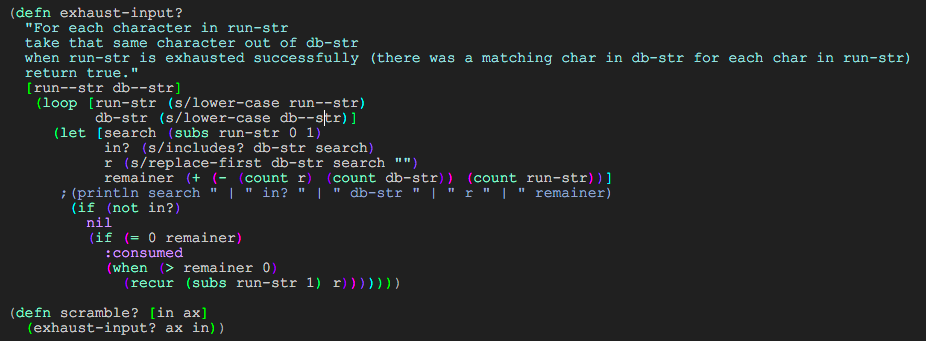 (defn exhaust-input?
"For each character in run-str
take that same character out of db-str
when run-str is exhausted successfully (there was a matching char in db-str for each char in run-str)
return true."
[run--str db--str]
(loop [run-str (s/lower-case run--str)
db-str (s/lower-case db--str)]
(let [search (subs run-str 0 1)
in? (s/includes? db-str search)
r (s/replace-first db-str search "")
remainer (+ (- (count r) (count db-str)) (count run-str))]
;(println search " | " in? " | " db-str " | " r " | " remainer)
(if (not in?)
nil
(if (= 0 remainer)
:consumed
(when (> remainer 0)
(recur (subs run-str 1) r)))))))
(defn scramble? [in ax]
(exhaust-input? ax in))